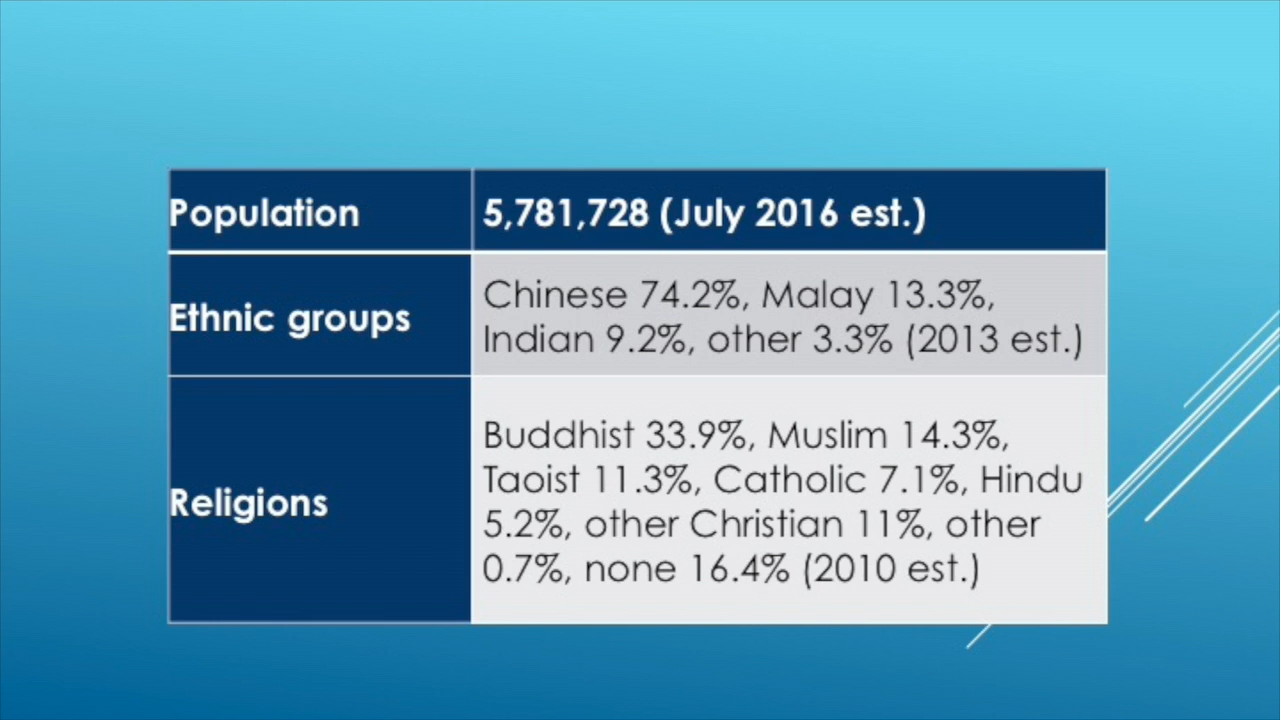 Population
5,781,728 (July 2016 est.)
Ethnic groups
Chinese 74.2%, Malay 13.3%,
Indian 9.2%, other 3.3% (2013 est.)
Religions
Buddhist 33.9%, Muslim 14.3%,
Taoist 11.3%, Catholic 7.1%, Hindu
5.2%, other Christian 11%, other
0.7%, none 16.4% (2010 est.)